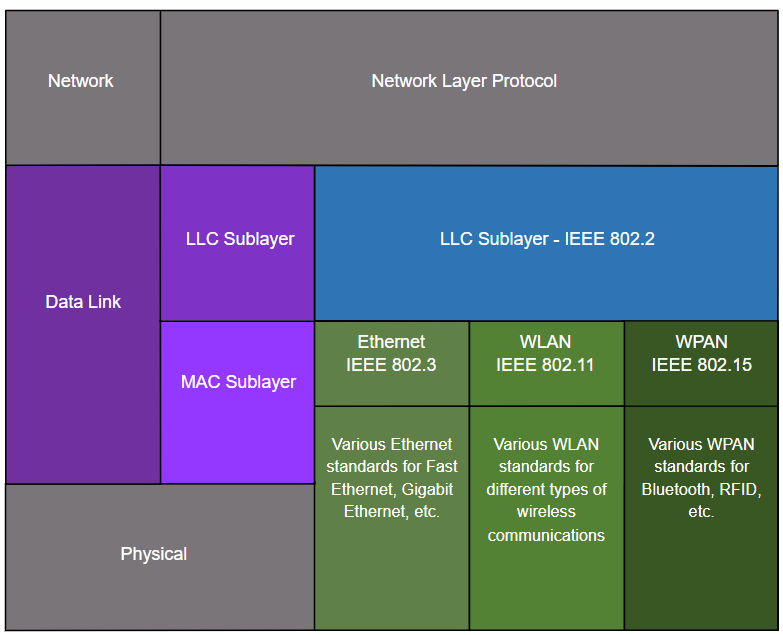 Network
Network Layer Protocol
Data Link
LLC Sublayer
LLC Sublayer - IEEE 802.2
MAC Sublayer
Ethernet
IEEE 802.3
WLAN
IEEE 802.11
WPAN
IEEE 802.15
Various Ethernet
standards for Fast
Ethernet, Gigabit
Ethernet, etc.
Various WLAN
standards for
different types of
wireless
communications
Various WPAN
standards for
Bluetooth, RFID,
etc.
Physical